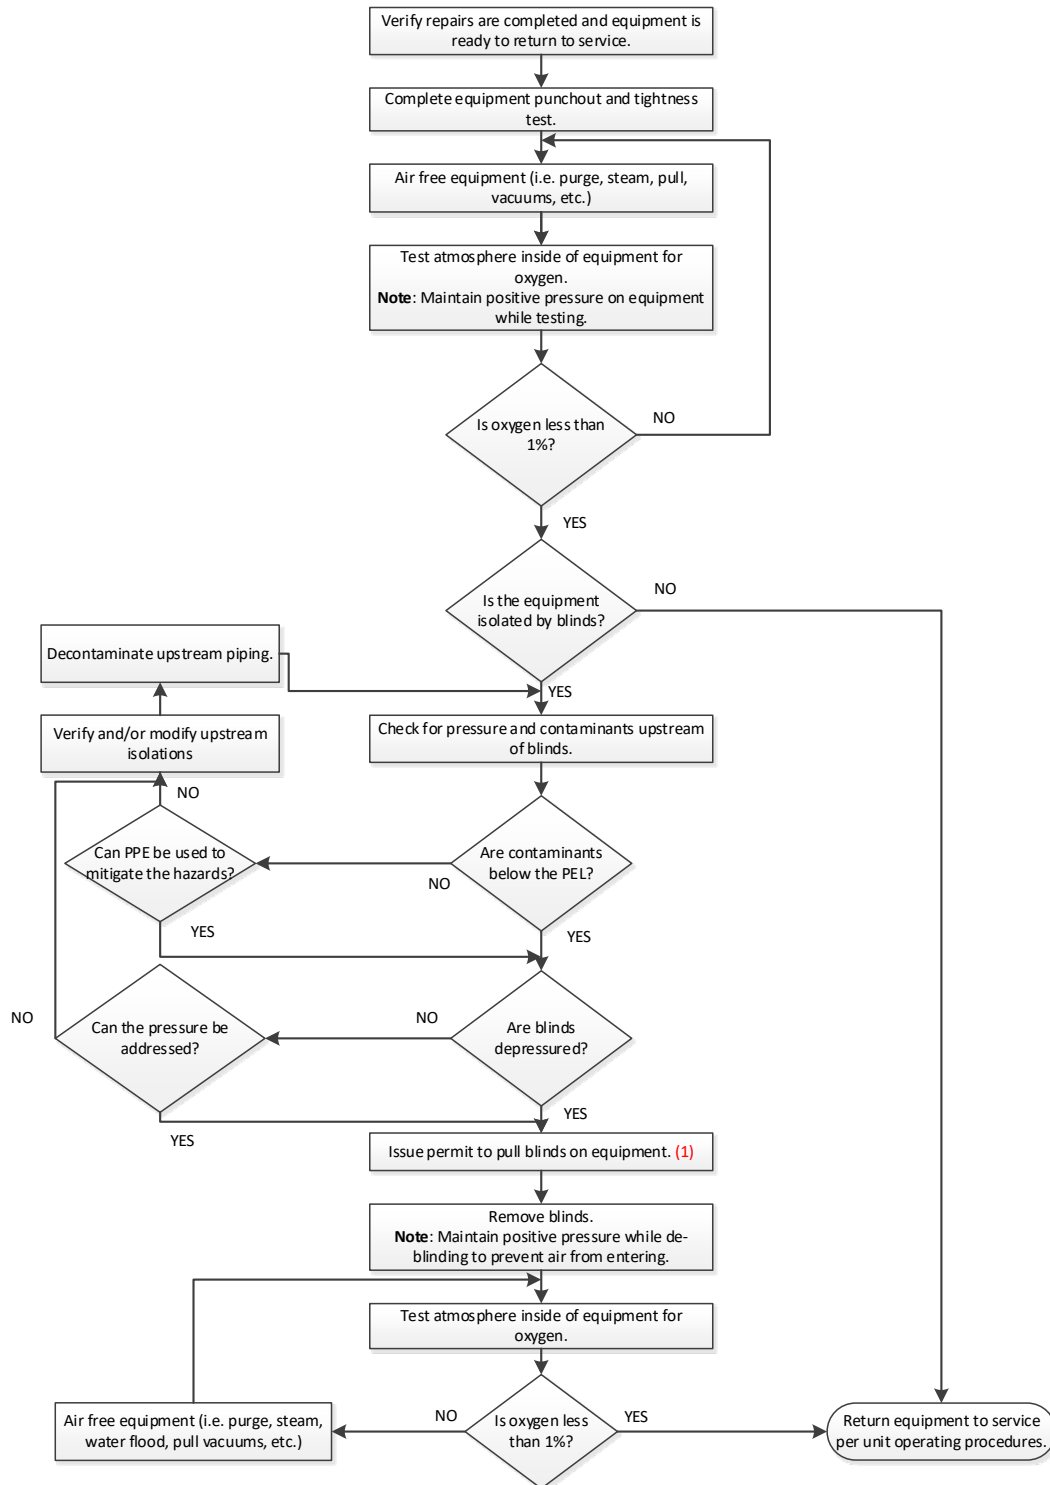 Verify repairs are completed and equipment is
ready to return to service.
Complete equipment punchout and tightness
test.
Air free equipment (i.e. purge, steam, pull,
vacuums, etc.)
Test atmosphere inside of equipment for
oxygen.
Note: Maintain positive pressure on equipment
while testing.
Is oxygen less than
1%?
NO
YES
Is the equipment
isolated by blinds?
NO
YES
Decontaminate upstream piping.
Verify and/or modify upstream
isolations
Check for pressure and contaminants upstream
of blinds.
NO
Can PPE be used to
mitigate the hazards?
Are contaminants
below the PEL?
NO
YES
YES
NO
Can the pressure be
addressed?
NO
Are blinds
depressured?
YES
YES
Issue permit to pull blinds on equipment. (1)
Remove blinds.
Note: Maintain positive pressure while de-
blinding to prevent air from entering.
Test atmosphere inside of equipment for
oxygen.
Air free equipment (i.e. purge, steam,
water flood, pull vacuums, etc.)
NO
Is oxygen less
than 1%?
YES
Return equipment to service
per unit operating procedures.